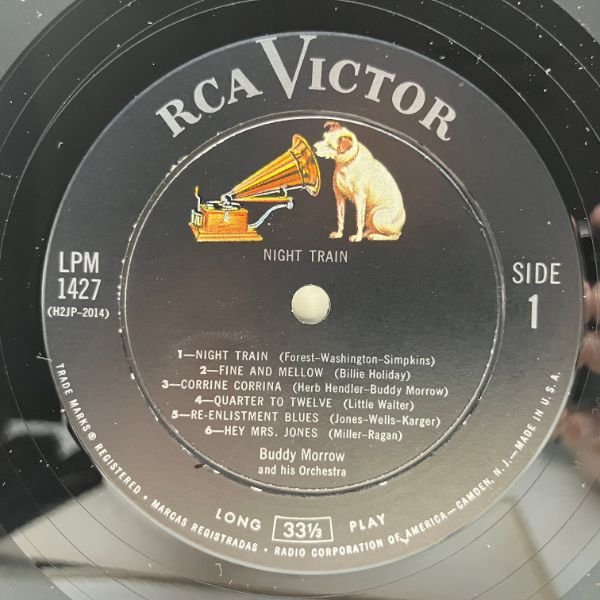 RCA VICTOR
NIGHT TRAIN
LPM
1427
(H2JP-2014)
SIDE
1
1—NIGHT TRAIN (Forest-Washington-Simpkins)
2—FINE AND MELLOW (Billie Holiday)
3—CORRINE CORRINA (Herb Hendler-Buddy Morrow)
4—QUARTER TO TWELVE (Little Walter)
5—RE-ENLISTMENT BLUES (Jones-Wells-Karger)
6—HEY MRS. JONES (Miller-Ragan)
Buddy Morrow
and his Orchestra
LONG 33⅓ PLAY
TRADE MARKS ® REGISTERED • MARCAS REGISTRADAS • RADIO CORPORATION OF AMERICA—CAMDEN, N. J.—MADE IN U.S.A.